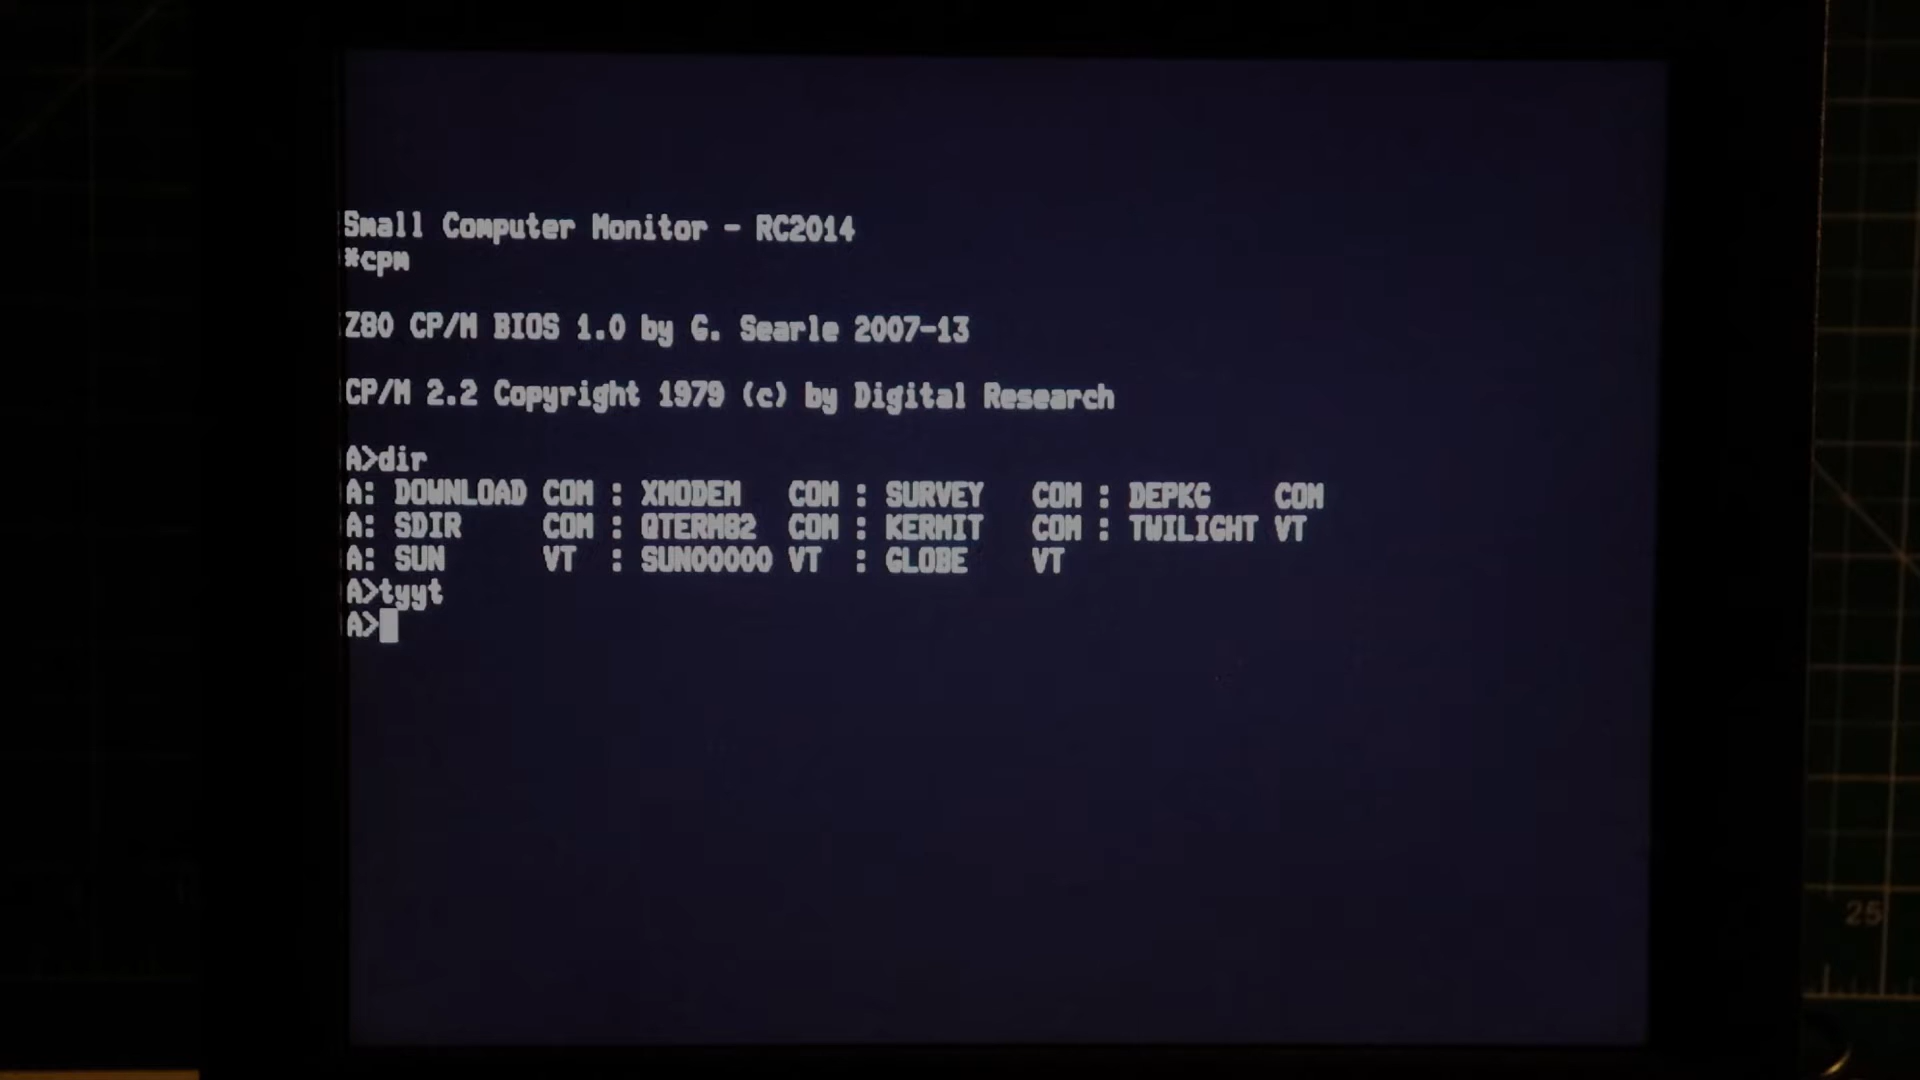 Small Computer Monitor - RC2014
*cpm
Z80 CP/M BIOS 1.0 by G. Searle 2007-13
CP/M 2.2 Copyright 1979 (c) by Digital Research
A>dir
A: DOWNLOAD COM : XMODEM   COM : SURVEY   COM : DEPKG    COM
A: SDIR     COM : QTERM82  COM : KERMIT   COM : TWILIGHT VT
A: SUN      VT  : SUN00000 VT  : GLOBE    VT
A>tyyt
A>
25